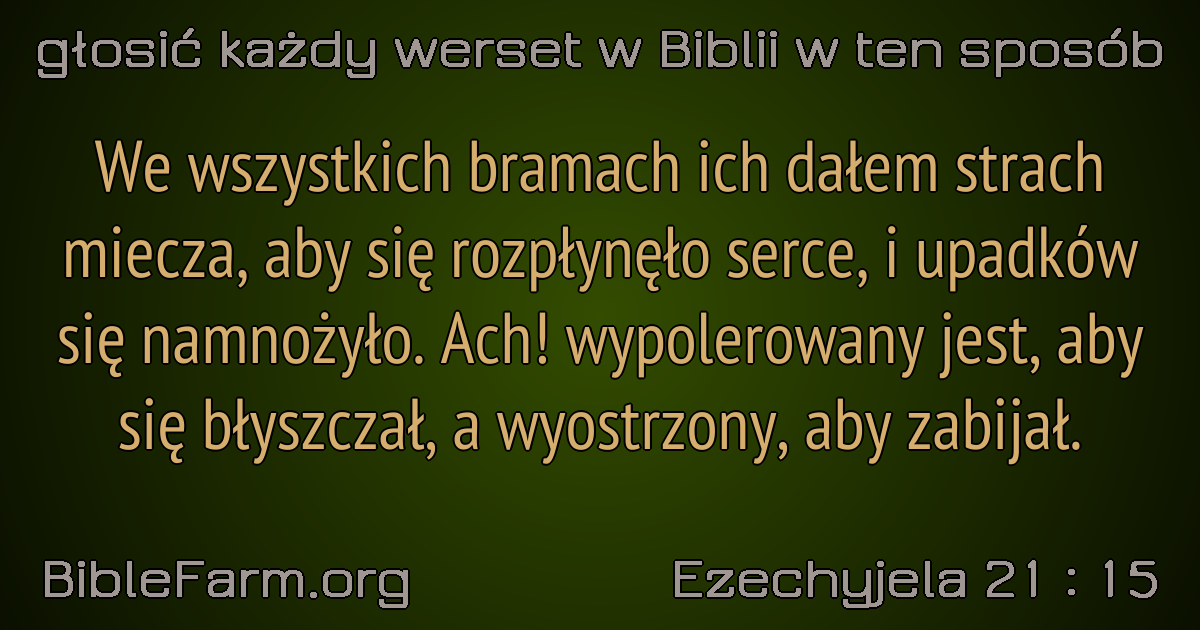 głosić każdy werset w Biblii w ten sposób
We wszystkich bramach ich dałem strach
miecza, aby się rozpłynęło serce, i upadków
się namnożyło. Ach! wypolerowany jest, aby
się błyszczał, a wyostrzony, aby zabijał.
BibleFarm.org
Ezechyjela 21 : 15